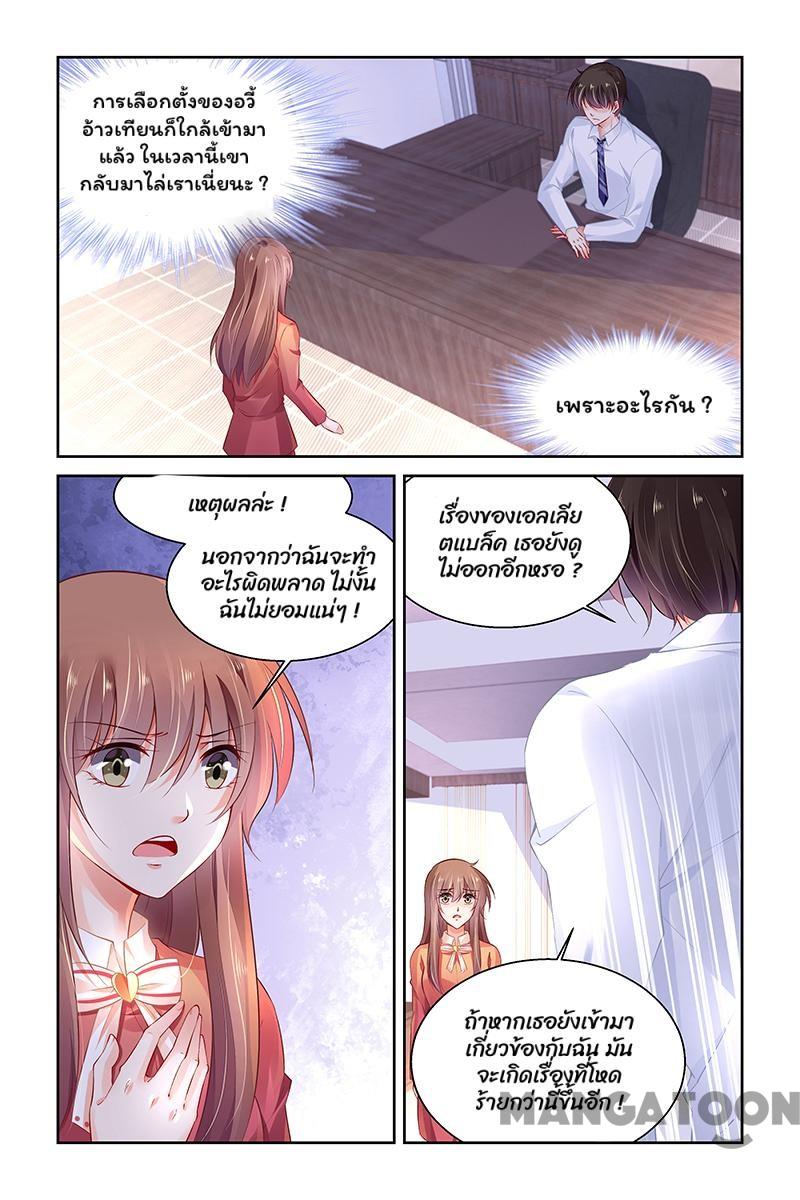 การเลือกตั้งของอวี้
อ้าวเทียนก็ใกล้เข้ามา
แล้ว ในเวลานี้เขา
กลับมาไล่เราเนี่ยนะ ?
เพราะอะไรกัน ?
เหตุผลล่ะ !
นอกจากว่าฉันจะทำ
อะไรผิดพลาด ไม่งั้น
ฉันไม่ยอมแน่ๆ !
เรื่องของเอลเลีย
ตแบล็ค เธอยังดู
ไม่ออกอีกหรอ ?
ถ้าหากเธอยังเข้ามา
เกี่ยวข้องกับฉัน มัน
จะเกิดเรื่องที่โหด
ร้ายกว่านี้ขึ้นอีก !
MANGATOON